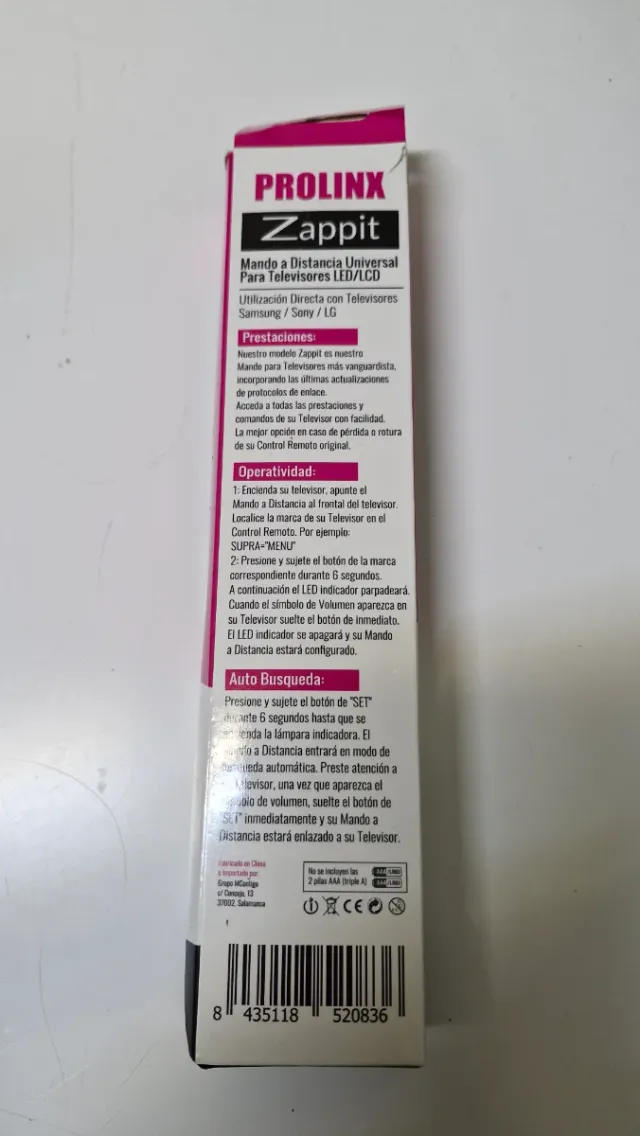 PROLINX
Zappit
Mando a Distancia Universal
Para Televisores LED/LCD
Utilización Directa con Televisores
Samsung / Sony / LG
Prestaciones:
Nuestro modelo Zappit es nuestro
Mando para Televisores más vanguardista,
incorporando las últimas actualizaciones
de protocolos de enlace.
Acceda a todas las prestaciones y
comandos de su Televisor con facilidad.
La mejor opción en caso de pérdida o rotura
de su Control Remoto original.
Operatividad:
1: Encienda su televisor, apunte el
Mando a Distancia al frontal del televisor.
Localice la marca de su Televisor en el
Control Remoto. Por ejemplo:
SUPRA="MENU"
2: Presione y sujete el botón de la marca
correspondiente durante 6 segundos.
A continuación el LED indicador parpadeará.
Cuando el símbolo de Volumen aparezca en
su Televisor suelte el botón de inmediato.
El LED indicador se apagará y su Mando
a Distancia estará configurado.
Auto Busqueda:
Presione y sujete el botón de "SET"
durante 6 segundos hasta que se
encienda la lámpara indicadora. El
Mando a Distancia entrará en modo de
búsqueda automática. Preste atención a
Televisor, una vez que aparezca el
símbolo de volumen, suelte el botón de
"SET" inmediatamente y su Mando a
Distancia estará enlazado a su Televisor.
Fabricado en China
e Importado por:
Grupo MContigo
c/ Concejo, 13
37002, Salamanca
No se incluyen las
2 pilas AAA (triple A)
CE
8 435118 520836